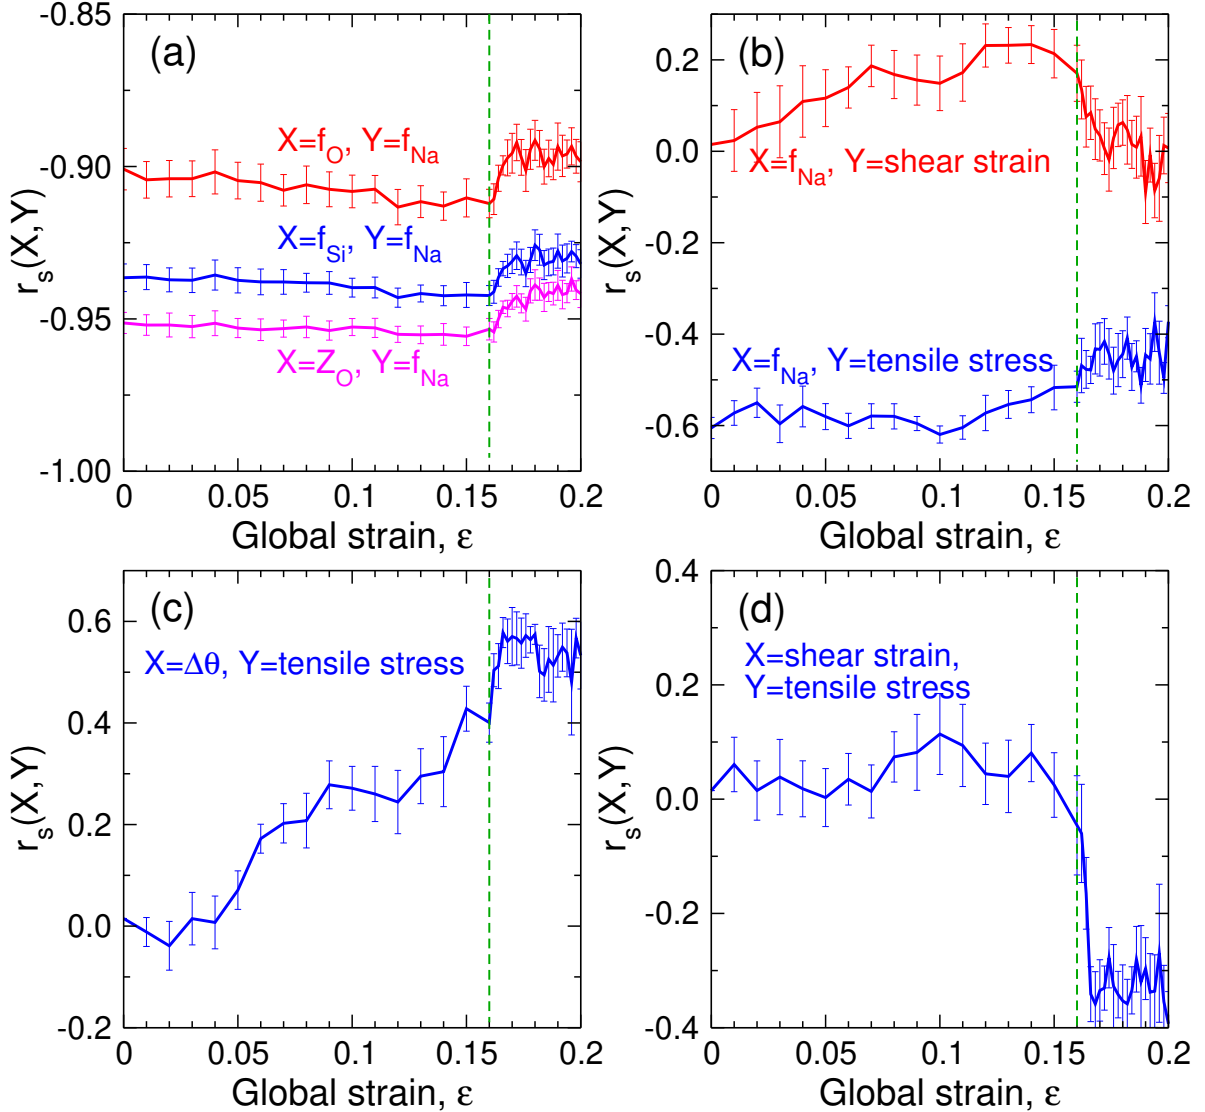 -0.85
-0.90
-0.95
-1.00
r_s(X,Y)
(a)
X=f_O, Y=f_Na
X=f_Si, Y=f_Na
X=Z_O, Y=f_Na
0 0.05 0.1 0.15 0.2
Global strain, ε
0.2
0.0
-0.2
-0.4
-0.6
r_s(X,Y)
(b)
X=f_Na, Y=shear strain
X=f_Na, Y=tensile stress
0 0.05 0.1 0.15 0.2
Global strain, ε
0.6
0.4
0.2
0.0
-0.2
r_s(X,Y)
(c)
X=Δθ, Y=tensile stress
0 0.05 0.1 0.15 0.2
Global strain, ε
0.4
0.2
0.0
-0.2
-0.4
r_s(X,Y)
(d)
X=shear strain,
Y=tensile stress
0 0.05 0.1 0.15 0.2
Global strain, ε